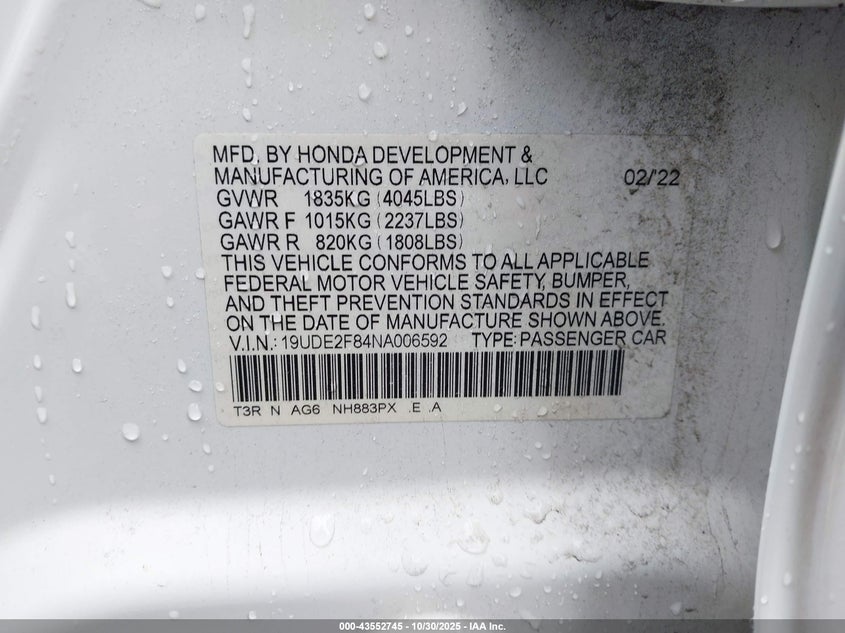 MFD. BY HONDA DEVELOPMENT &
MANUFACTURING OF AMERICA, LLC 02/'22
GVWR 1835KG (4045LBS)
GAWR F 1015KG (2237LBS)
GAWR R 820KG (1808LBS)
THIS VEHICLE CONFORMS TO ALL APPLICABLE
FEDERAL MOTOR VEHICLE SAFETY, BUMPER,
AND THEFT PREVENTION STANDARDS IN EFFECT
ON THE DATE OF MANUFACTURE SHOWN ABOVE.
V.I.N.: 19UDE2F84NA006592 TYPE: PASSENGER CAR
T3R N AG6 NH883PX .E .A
000-43552745 - 10/30/2025 - IAA Inc.